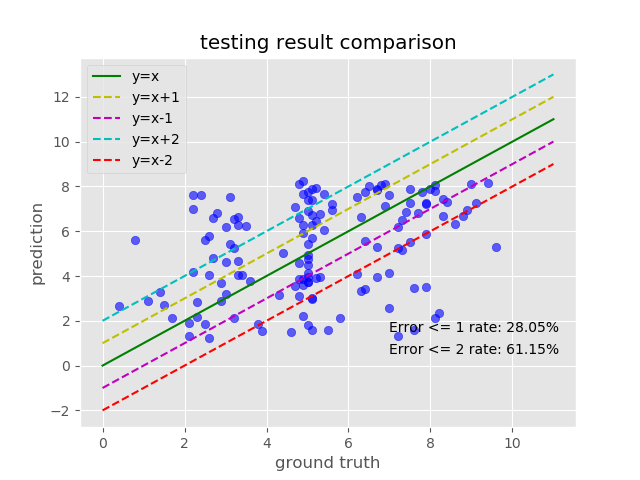 testing result comparison
y=x
y=x+1
y=x-1
y=x+2
y=x-2
12
10
8
6
4
2
0
−2
prediction
Error <= 1 rate: 28.05%
Error <= 2 rate: 61.15%
0 2 4 6 8 10
ground truth